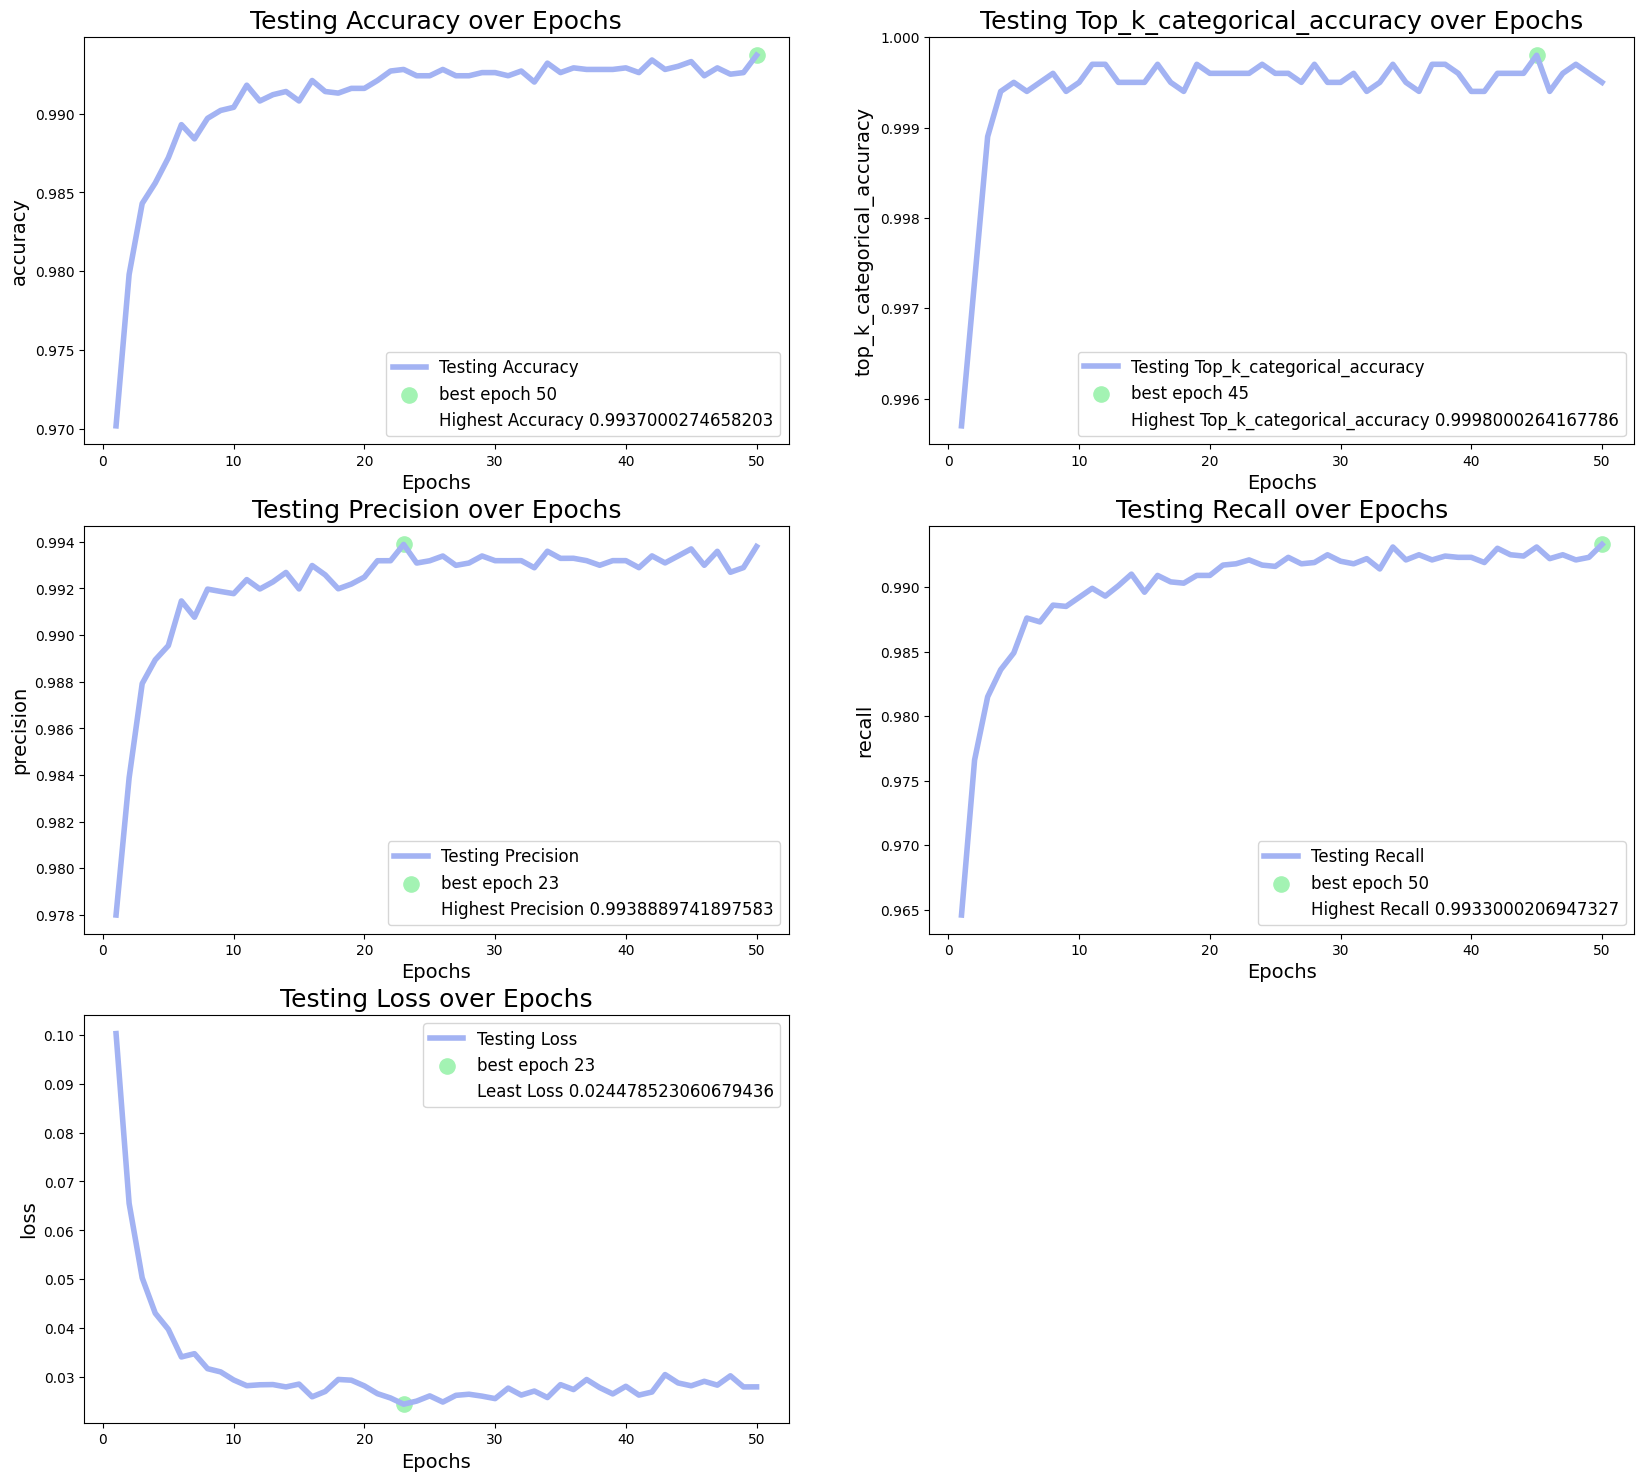 Testing Accuracy over Epochs
accuracy
0.990
0.985
0.980
0.975
0.970
Testing Accuracy
best epoch 50
Highest Accuracy 0.9937000274658203
0 10 20 30 40 50
Epochs
Testing Top_k_categorical_accuracy over Epochs
top_k_categorical_accuracy
1.000
0.999
0.998
0.997
0.996
Testing Top_k_categorical_accuracy
best epoch 45
Highest Top_k_categorical_accuracy 0.9998000264167786
0 10 20 30 40 50
Epochs
Testing Precision over Epochs
precision
0.994
0.992
0.990
0.988
0.986
0.984
0.982
0.980
0.978
Testing Precision
best epoch 23
Highest Precision 0.9938889741897583
0 10 20 30 40 50
Epochs
Testing Recall over Epochs
recall
0.990
0.985
0.980
0.975
0.970
0.965
Testing Recall
best epoch 50
Highest Recall 0.9933000206947327
0 10 20 30 40 50
Epochs
Testing Loss over Epochs
loss
0.10
0.09
0.08
0.07
0.06
0.05
0.04
0.03
Testing Loss
best epoch 23
Least Loss 0.024478523060679436
0 10 20 30 40 50
Epochs